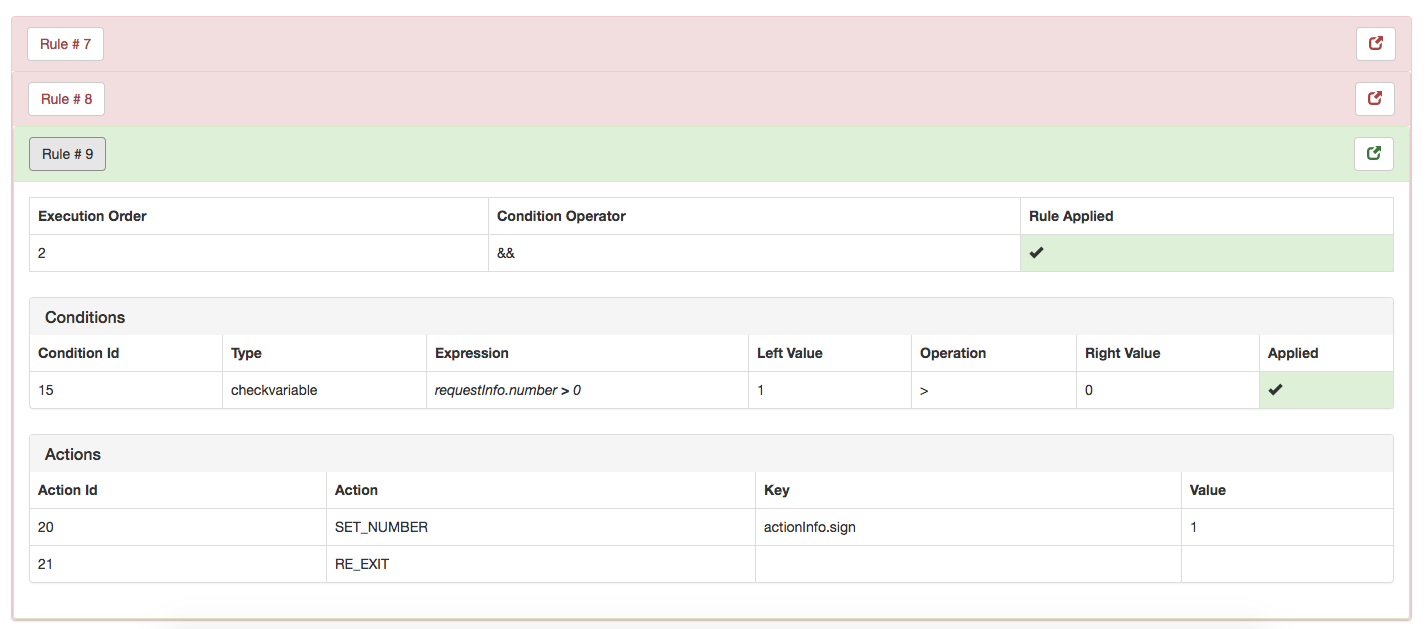 Rule # 7
Rule # 8
Rule # 9
Execution Order Condition Operator Rule Applied
2 &&
Conditions
Condition Id Type Expression Left Value Operation Right Value Applied
15 checkvariable requestInfo.number > 0 1 > 0
Actions
Action Id Action Key Value
20 SET_NUMBER actionInfo.sign 1
21 RE_EXIT